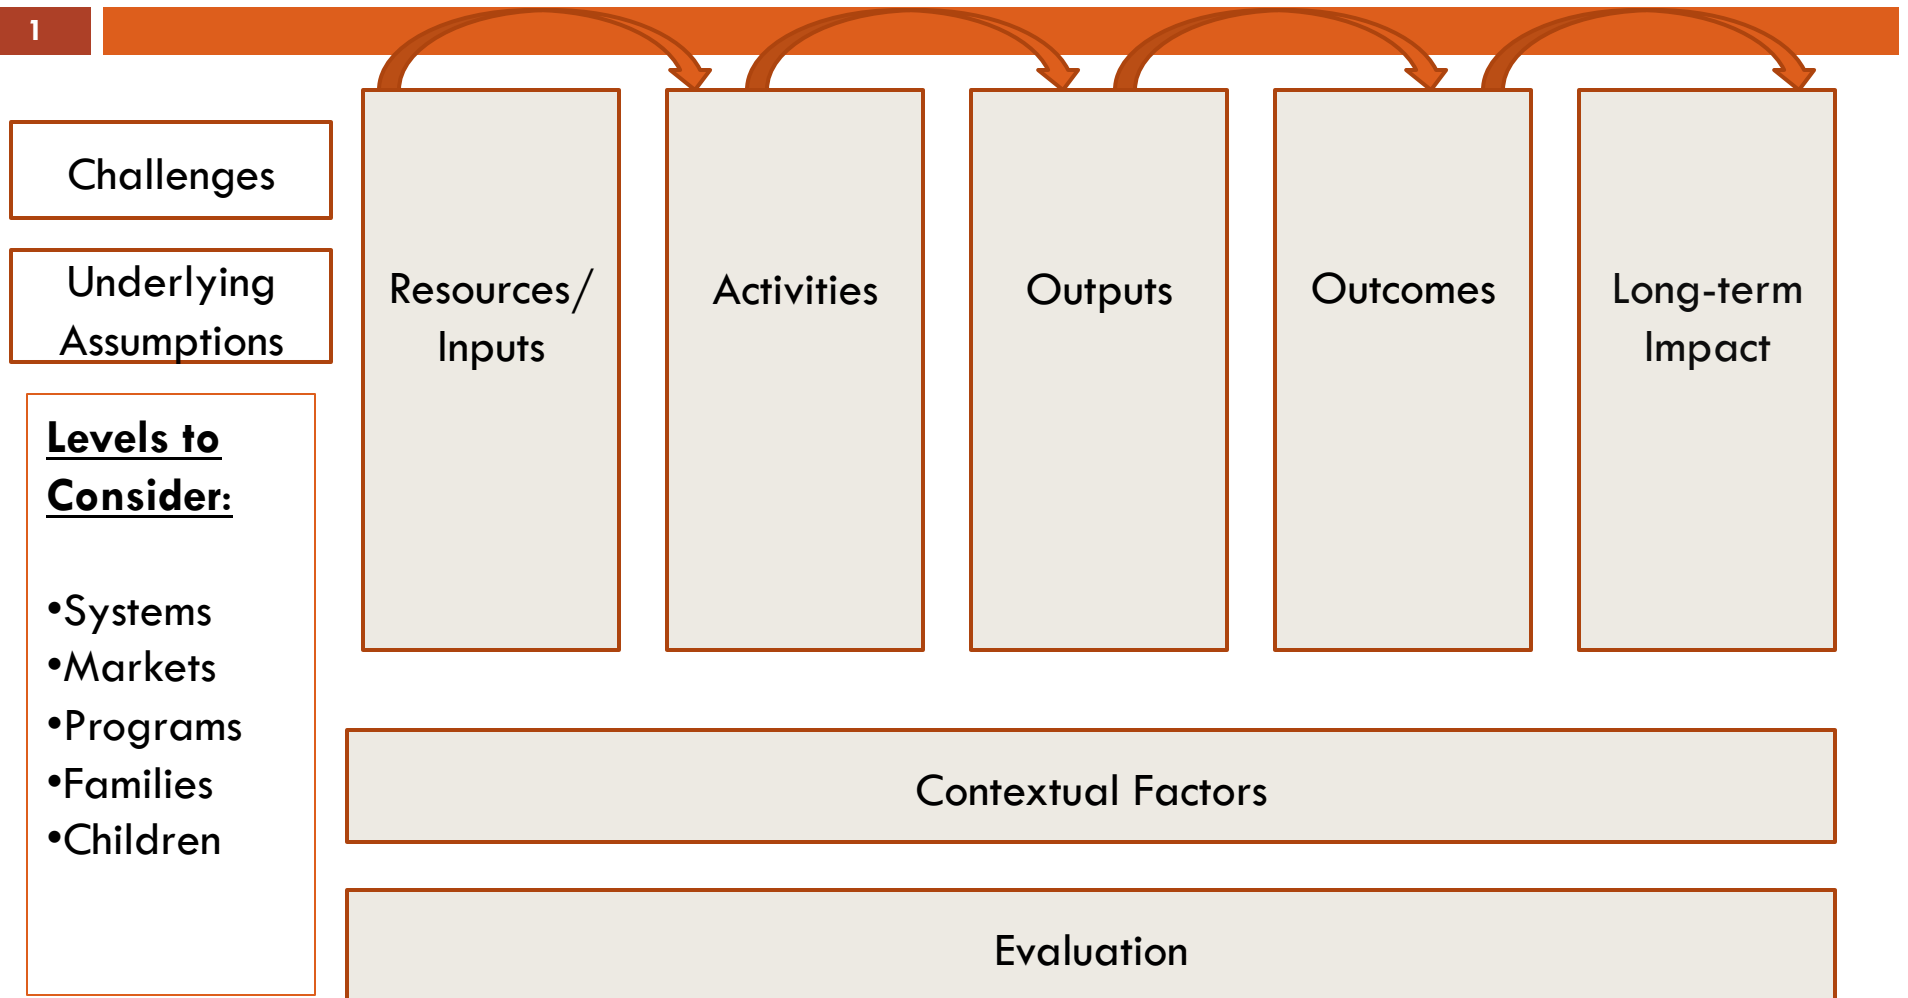 1
Challenges
Underlying
Assumptions
Levels to
Consider:
•Systems
•Markets
•Programs
•Families
•Children
Resources/
Inputs
Activities
Outputs
Outcomes
Long-term
Impact
Contextual Factors
Evaluation